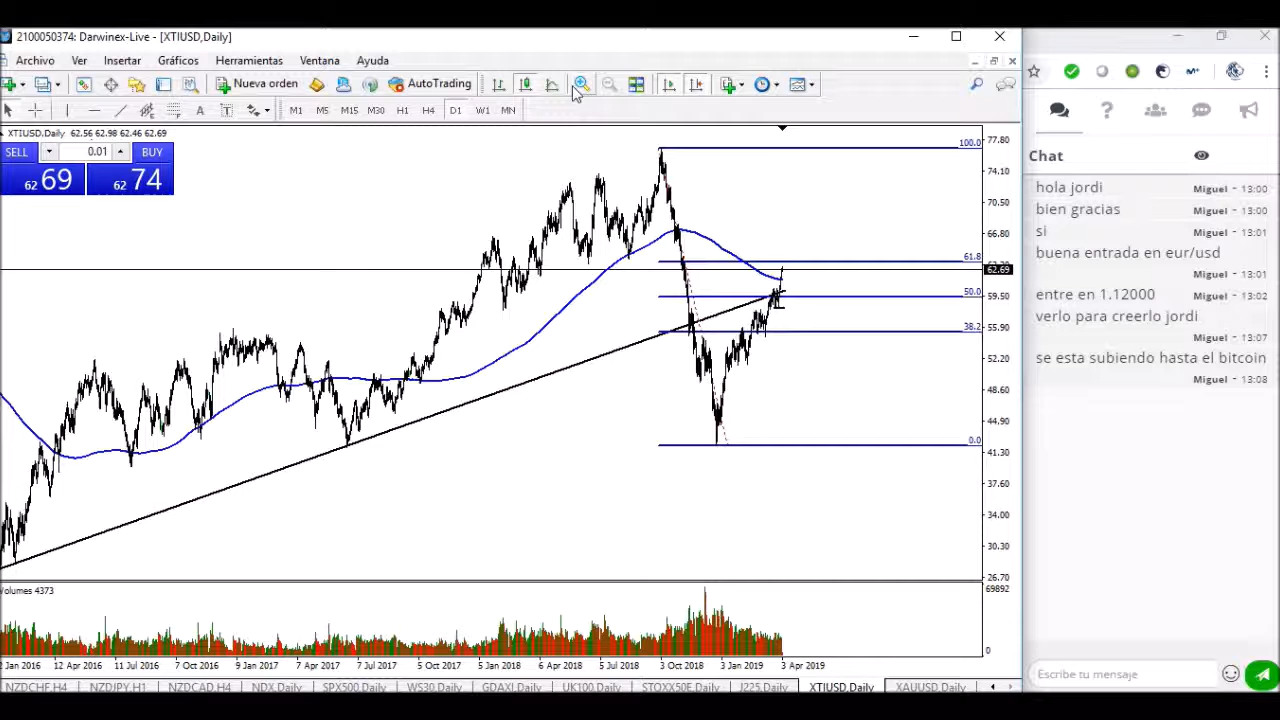 2100050374: Darwinex-Live - [XTIUSD,Daily]
Archivo Ver Insertar Gráficos Herramientas Ventana Ayuda
Nueva orden AutoTrading
A T M1 M5 M15 M30 H1 H4 D1 W1 MN
XTIUSD,Daily 62.56 62.98 62.46 62.69
SELL 0.01 BUY
62 69 62 74
100.0
61.8
50.0
38.2
0.0
77.80
74.10
70.50
66.80
62.69
59.50
55.90
52.20
48.60
44.90
41.30
37.60
34.00
30.30
26.70
Volumes 4373
69892
0
Jan 2016 12 Apr 2016 11 Jul 2016 7 Oct 2016 9 Jan 2017 7 Apr 2017 7 Jul 2017 5 Oct 2017 5 Jan 2018 6 Apr 2018 5 Jul 2018 3 Oct 2018 3 Jan 2019 3 Apr 2019
NZDCHF,H4 NZDJPY,H1 NZDCAD,H4 NDX,Daily SPX500,Daily WS30,Daily GDAXI,Daily UK100,Daily STOXX50E,Daily J225,Daily XTIUSD,Daily XAUUSD,Daily
Chat
hola jordi Miguel - 13:00
bien gracias Miguel - 13:00
si Miguel - 13:01
buena entrada en eur/usd
Miguel - 13:01
entre en 1.12000 Miguel - 13:02
verlo para creerlo jordi
Miguel - 13:07
se esta subiendo hasta el bitcoin
Miguel - 13:08
Escribe tu mensaje